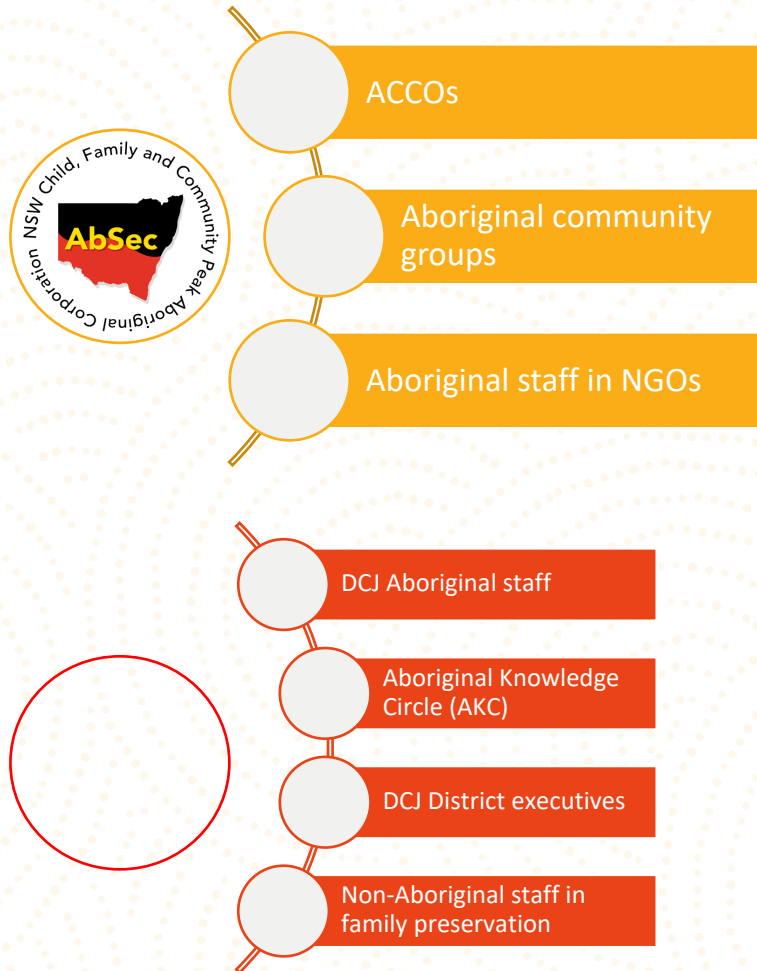 NSW Child, Family and Community Peak Aboriginal Corporation
AbSec
ACCOs
Aboriginal community
groups
Aboriginal staff in NGOs
DCJ Aboriginal staff
Aboriginal Knowledge
Circle (AKC)
DCJ District executives
Non-Aboriginal staff in
family preservation